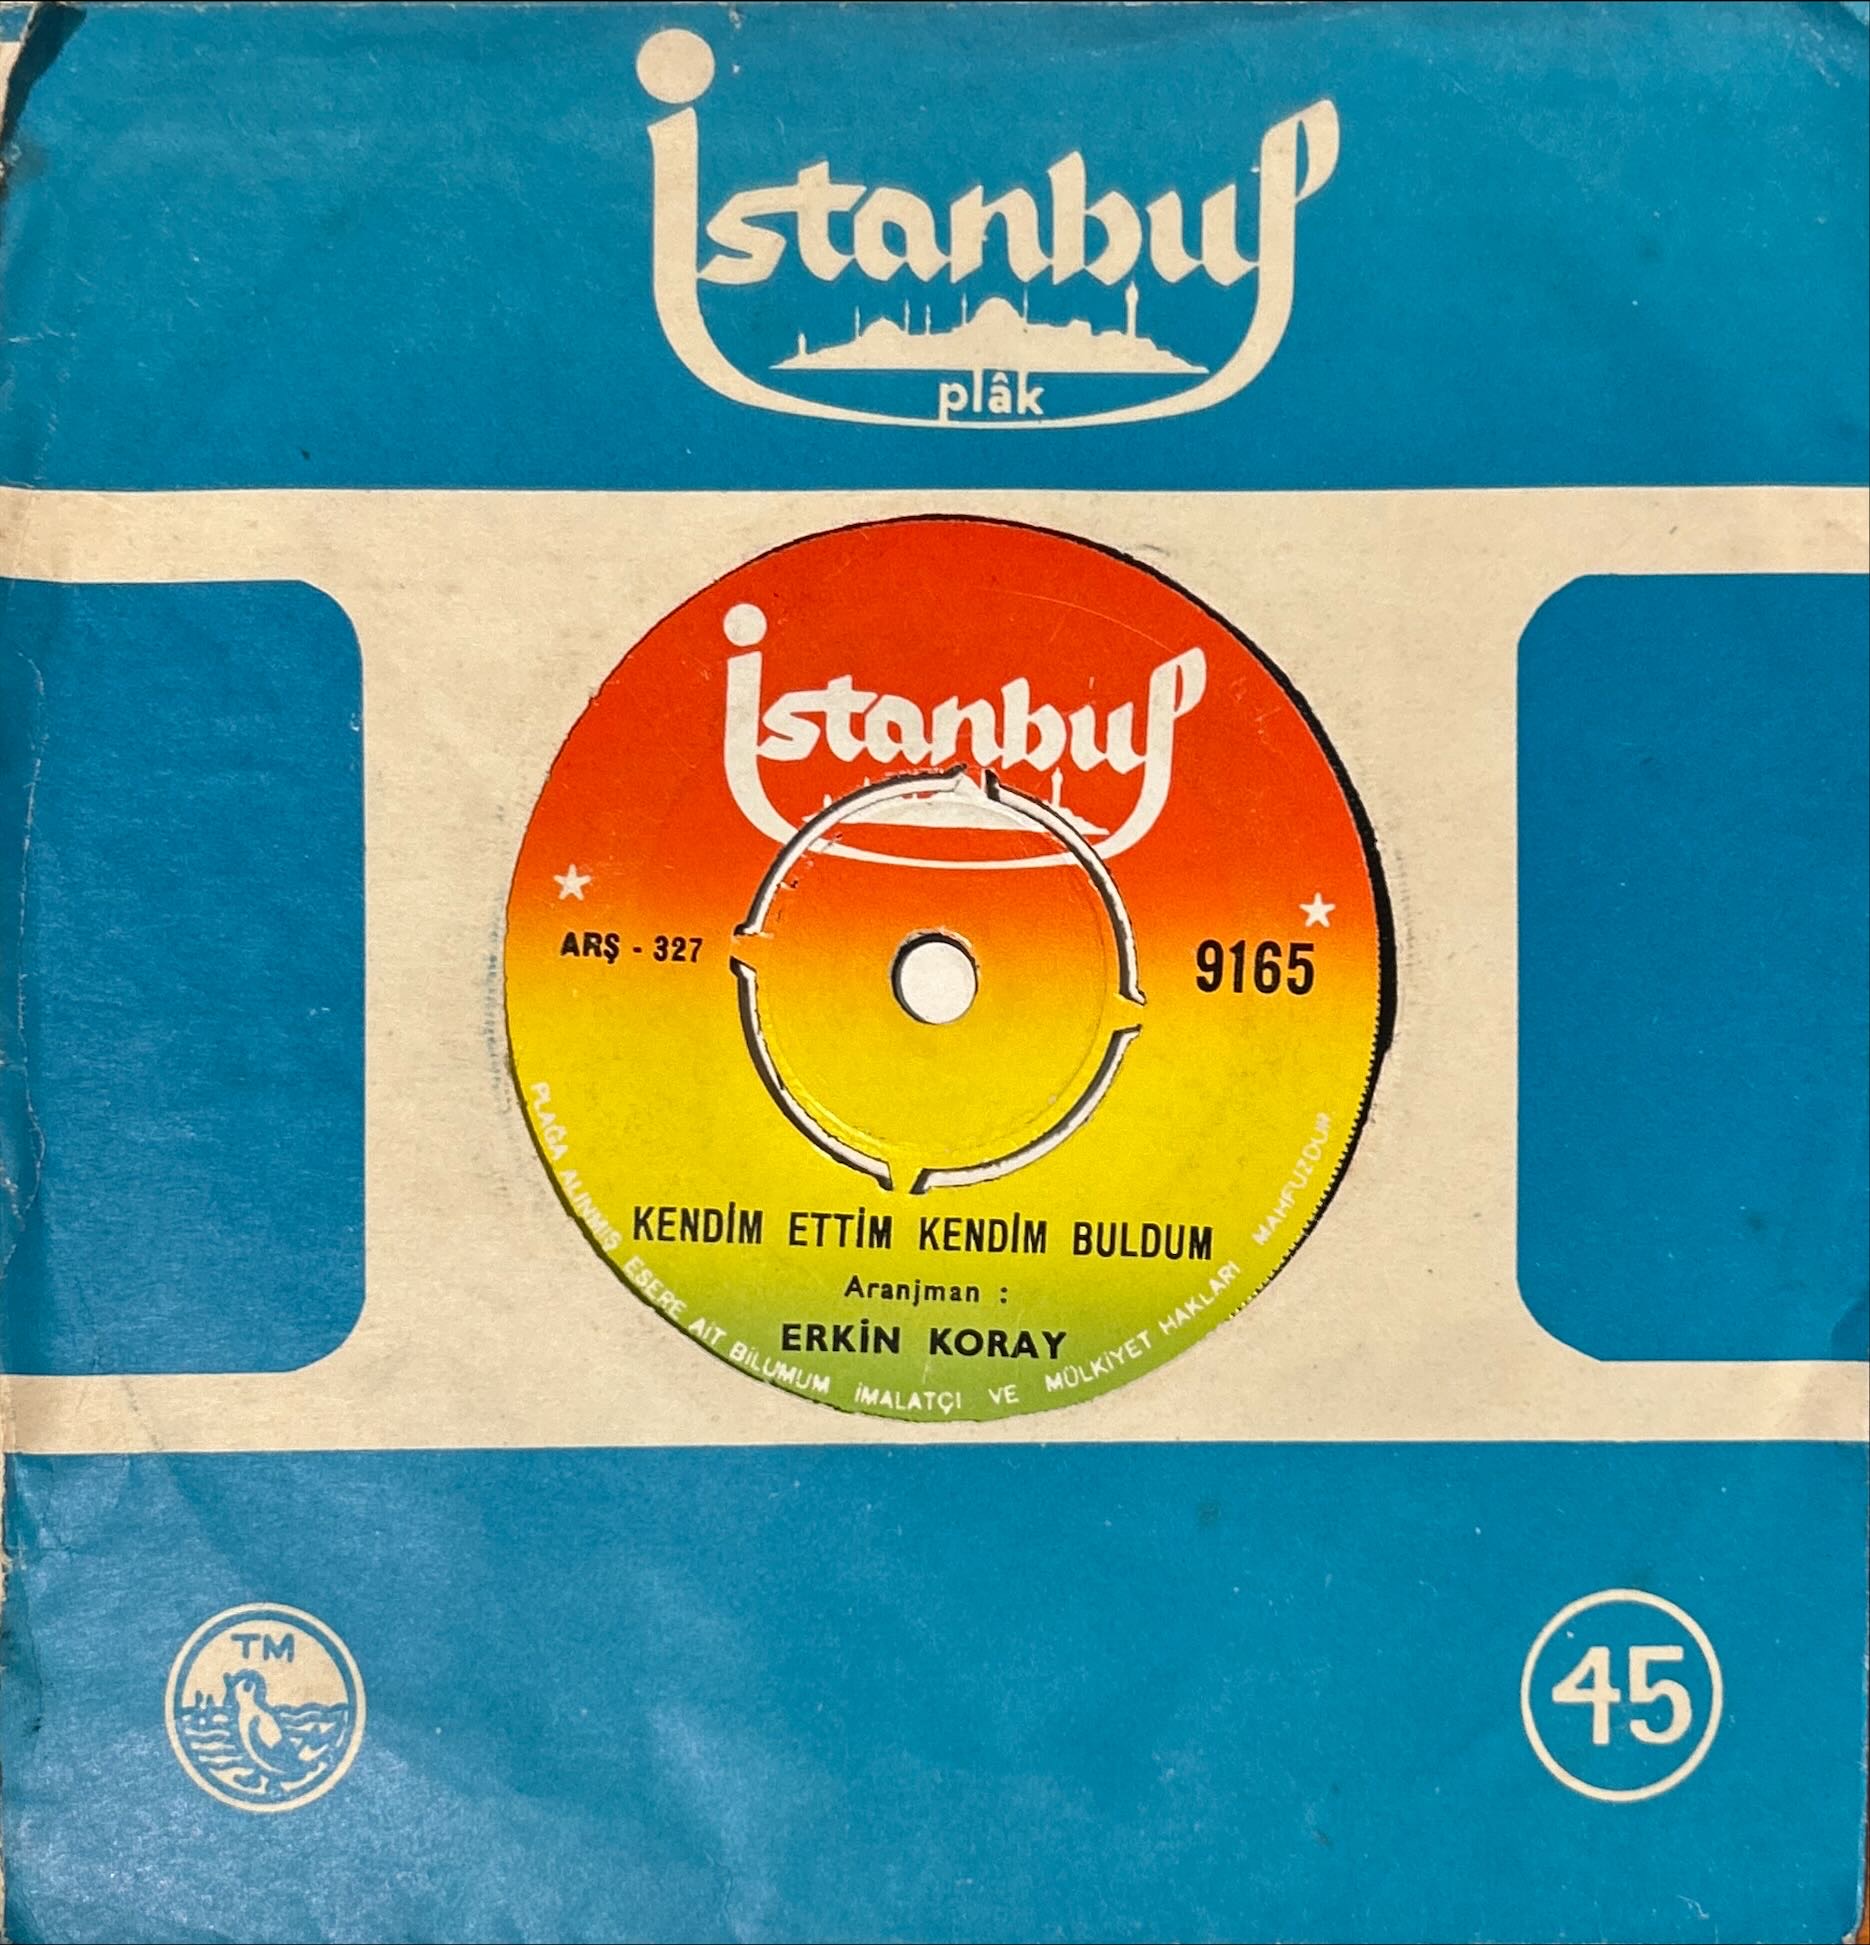 istanbul
plâk
istanbul
ARŞ - 327
9165
KENDİM ETTİM KENDİM BULDUM
Aranjman :
ERKİN KORAY
PLAĞA ALINMIŞ ESERE AİT BİLUMUM İMALATÇI VE MÜLKİYET HAKLARI MAHFUZDUR
TM
45